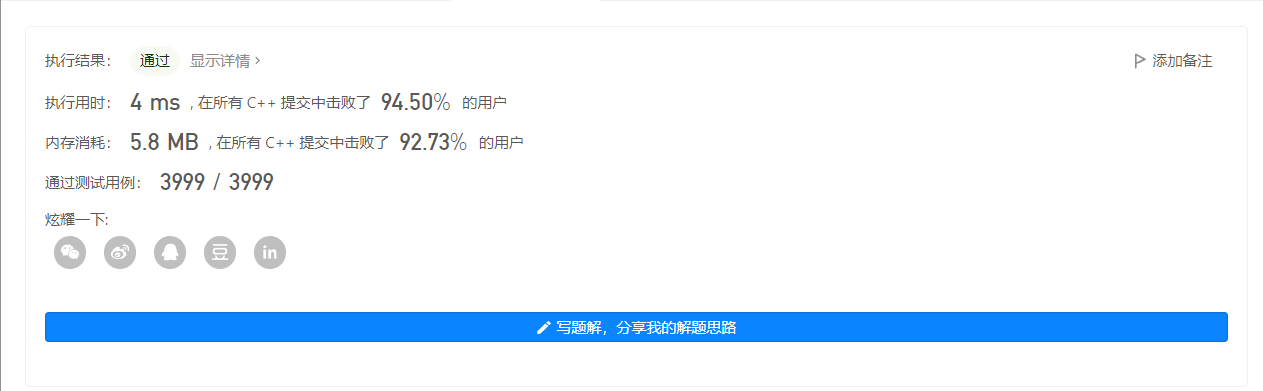 执行结果： 通过 显示详情 > 添加备注
执行用时： 4 ms , 在所有 C++ 提交中击败了 94.50% 的用户
内存消耗： 5.8 MB , 在所有 C++ 提交中击败了 92.73% 的用户
通过测试用例： 3999 / 3999
炫耀一下:
豆 in
写题解，分享我的解题思路